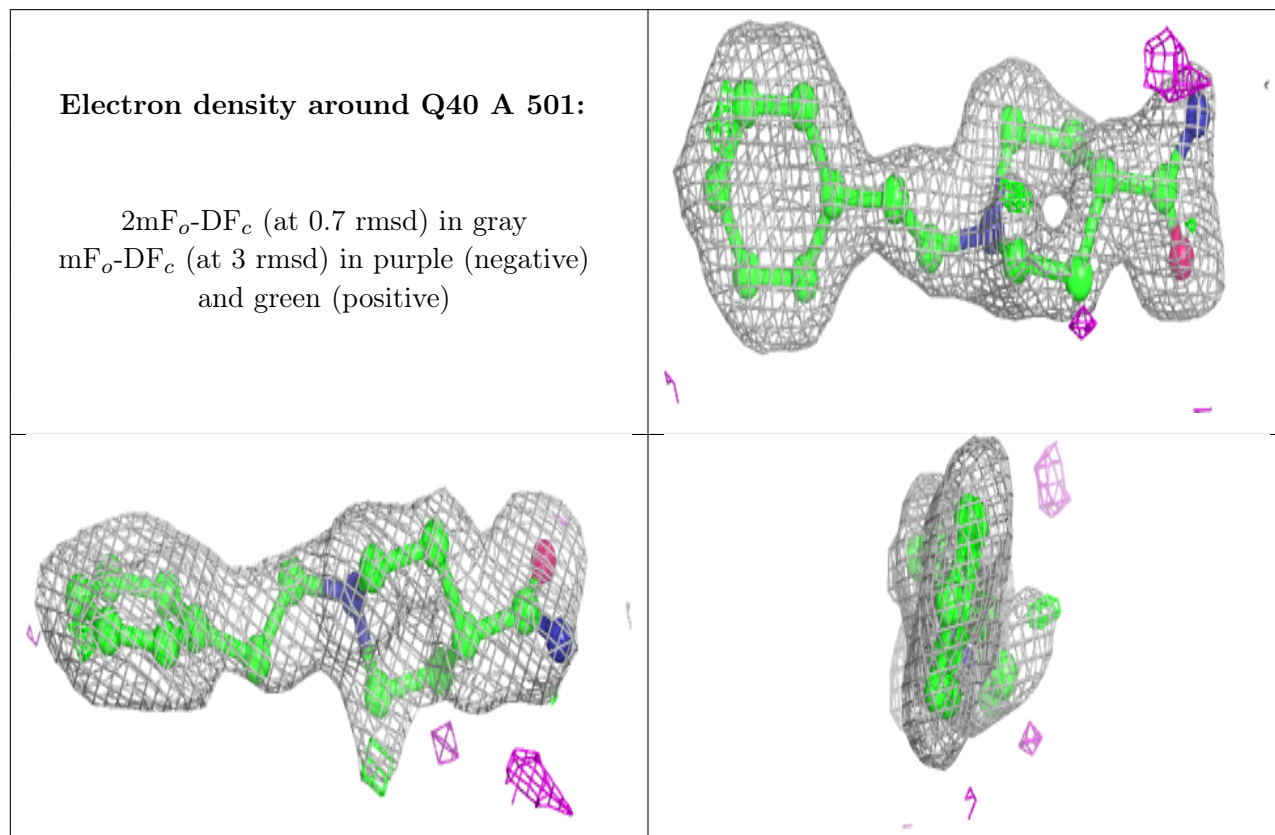 Electron density around Q40 A 501:
2mFo-DFc (at 0.7 rmsd) in gray
mFo-DFc (at 3 rmsd) in purple (negative)
and green (positive)